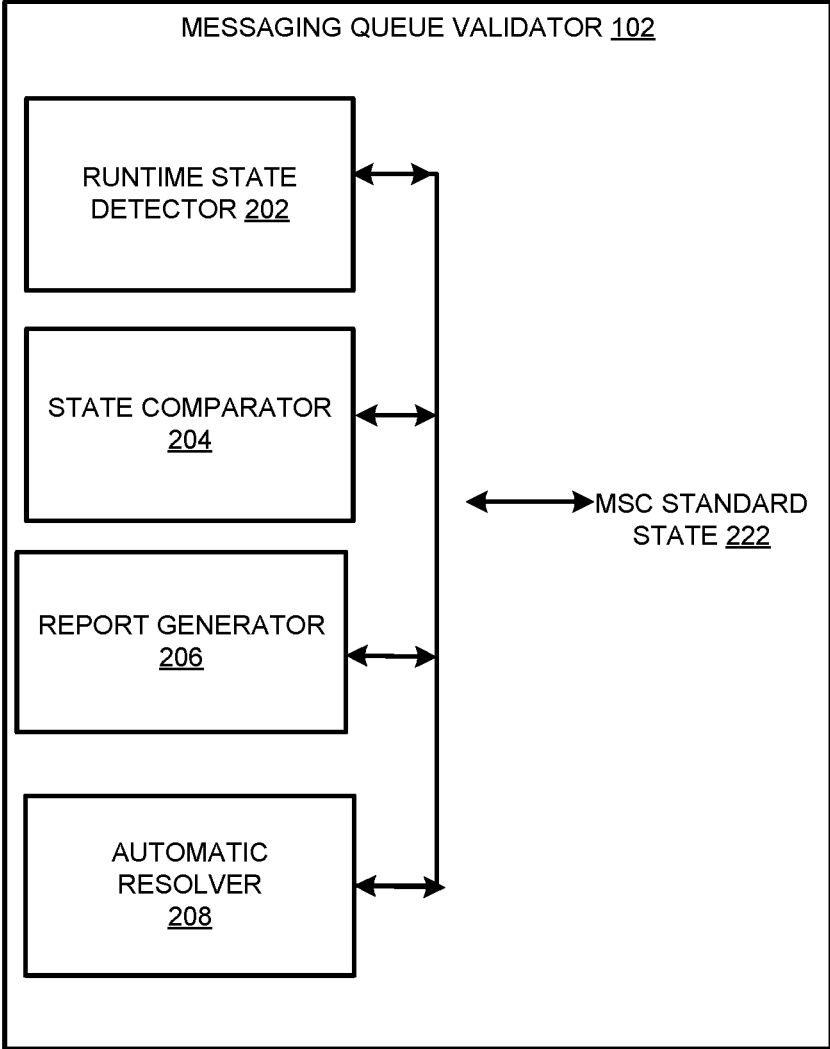 MESSAGING QUEUE VALIDATOR 102
RUNTIME STATE
DETECTOR 202
STATE COMPARATOR
204
MSC STANDARD
STATE 222
REPORT GENERATOR
206
AUTOMATIC
RESOLVER
208